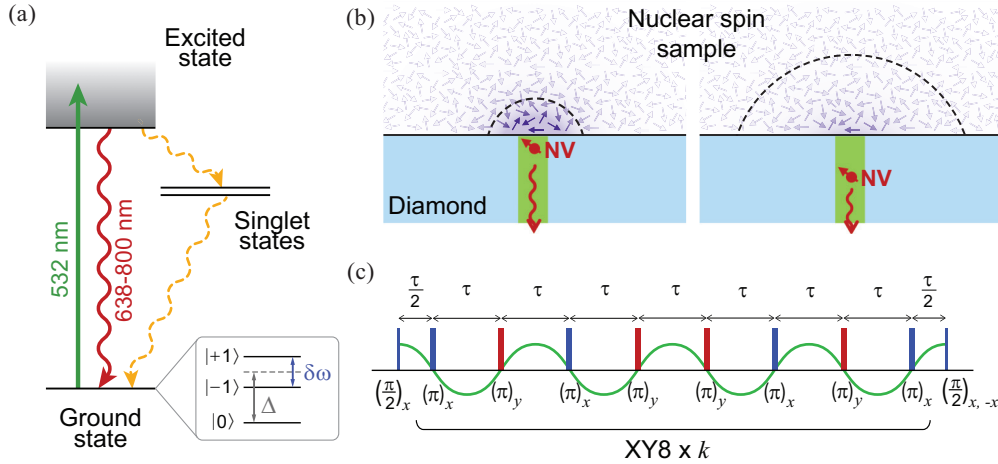 (a)
Excited
state
532 nm
638-800 nm
Singlet
states
|+1⟩
|−1⟩
|0⟩
δω
Δ
Ground
state
(b)
Nuclear spin
sample
NV
NV
Diamond
(c)
τ/2 τ τ τ τ τ τ τ τ/2
(π/2)x (π)x (π)y (π)x (π)y (π)y (π)x (π)y (π)x (π/2)x, -x
XY8 x k